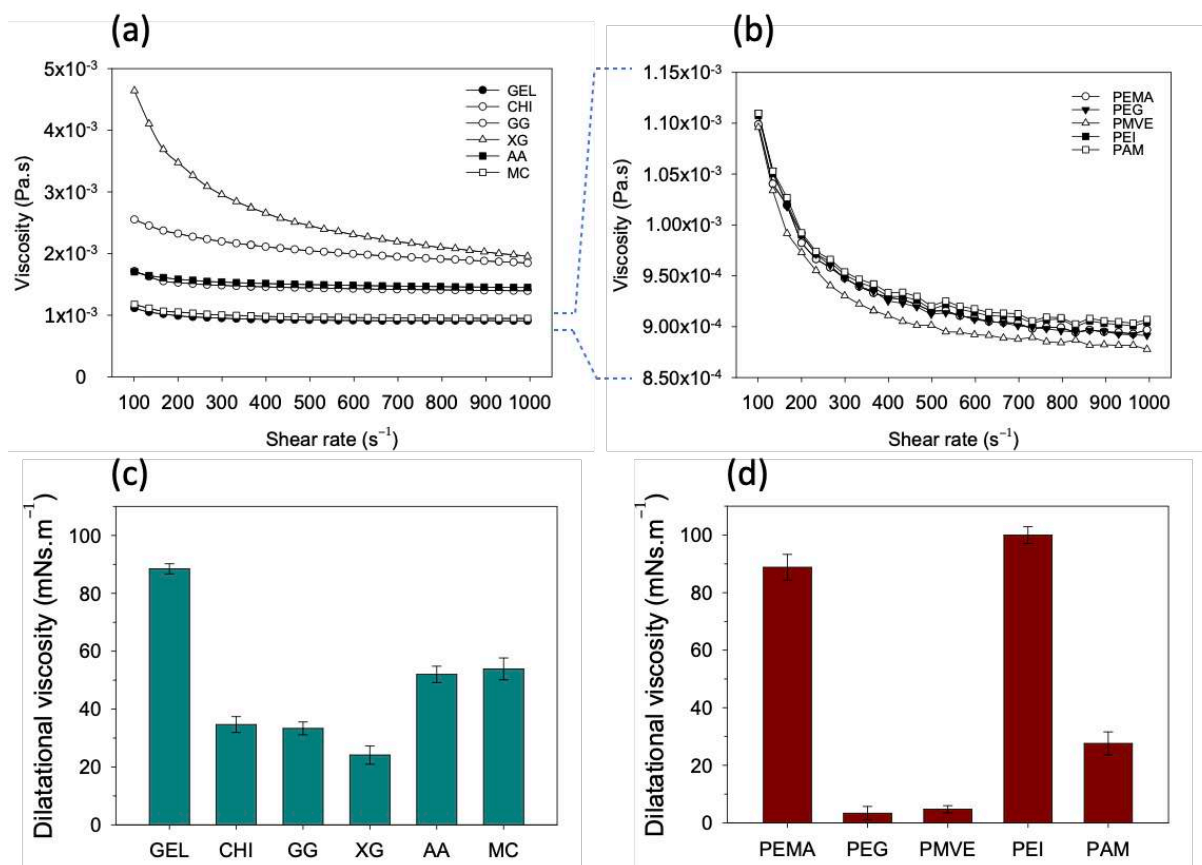 (a)
5x10⁻³
4x10⁻³
3x10⁻³
2x10⁻³
1x10⁻³
0
Viscosity (Pa.s)
GEL
CHI
GG
XG
AA
MC
100 200 300 400 500 600 700 800 900 1000
Shear rate (s⁻¹)
(b)
1.15x10⁻³
1.10x10⁻³
1.05x10⁻³
1.00x10⁻³
9.50x10⁻⁴
9.00x10⁻⁴
8.50x10⁻⁴
Viscosity (Pa.s)
PEMA
PEG
PMVE
PEI
PAM
100 200 300 400 500 600 700 800 900 1000
Shear rate (s⁻¹)
(c)
Dilatational viscosity (mNs.m⁻¹)
100
80
60
40
20
0
GEL CHI GG XG AA MC
(d)
Dilatational viscosity (mNs.m⁻¹)
100
80
60
40
20
0
PEMA PEG PMVE PEI PAM